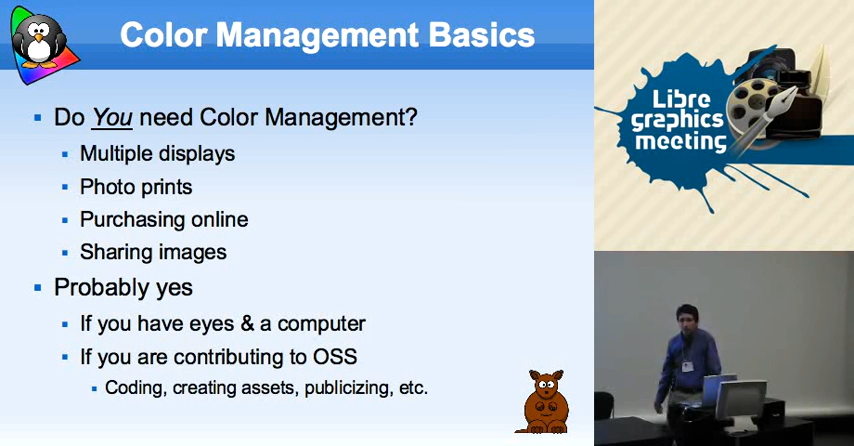 Color Management Basics
Do You need Color Management?
Multiple displays
Photo prints
Purchasing online
Sharing images
Probably yes
If you have eyes & a computer
If you are contributing to OSS
Coding, creating assets, publicizing, etc.
Libre
graphics
meeting